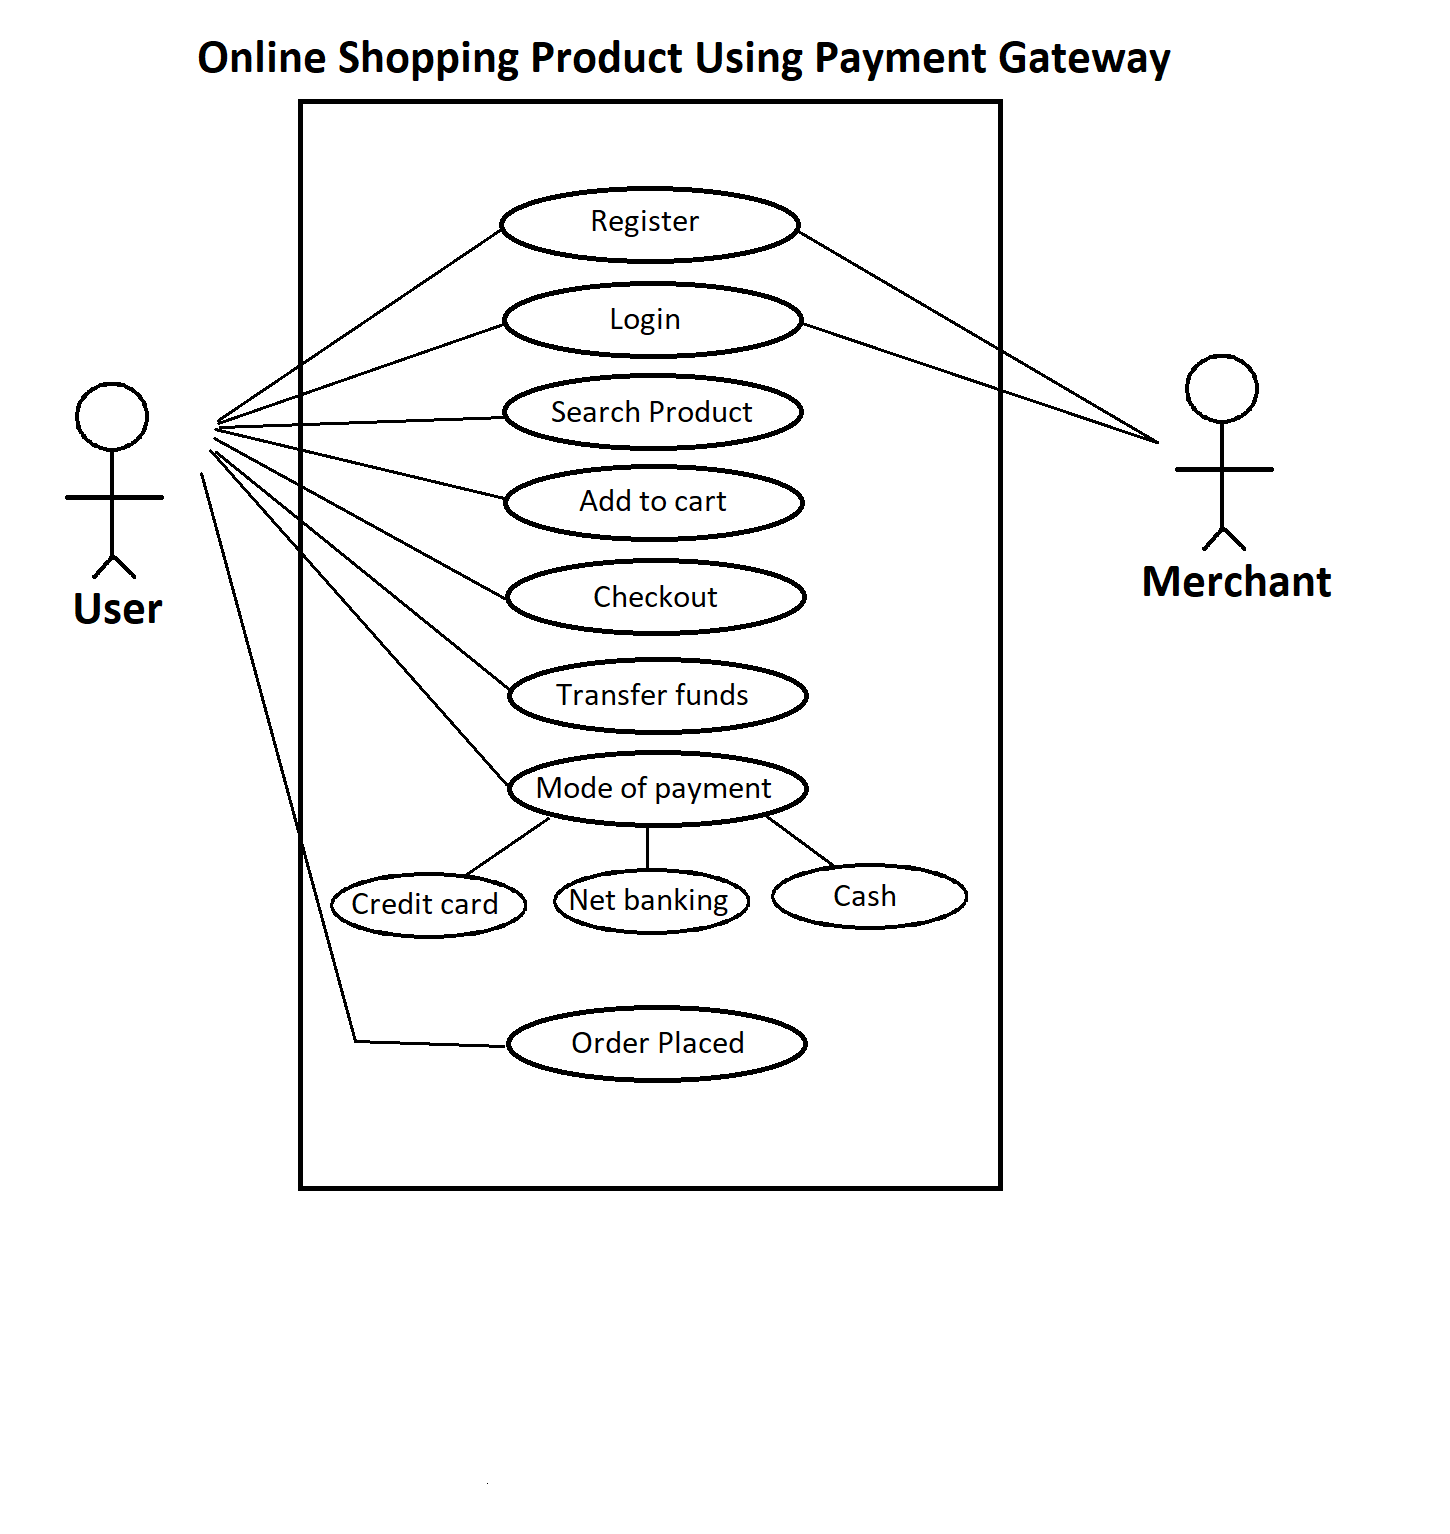 Online Shopping Product Using Payment Gateway
Register
Login
Search Product
Add to cart
User
Merchant
Checkout
Transfer funds
Mode of payment
Credit card
Net banking
Cash
Order Placed